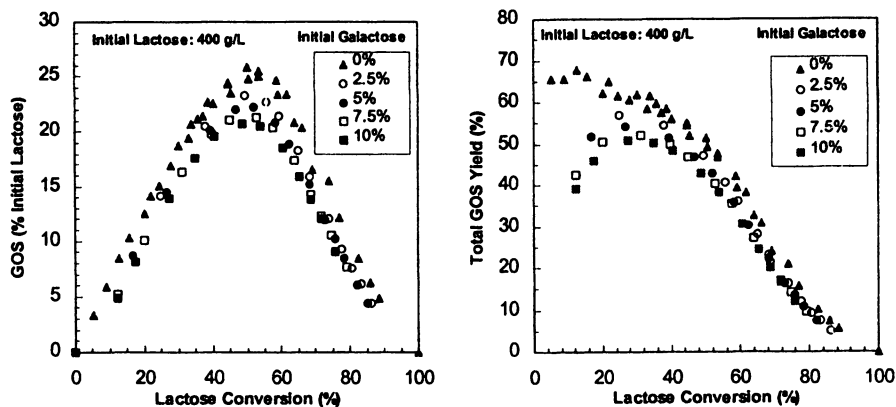 Initial Lactose: 400 g/L
Initial Galactose
0%
2.5%
5%
7.5%
10%
30
25
20
15
10
5
0
GOS (% Initial Lactose)
0 20 40 60 80 100
Lactose Conversion (%)
Initial Lactose: 400 g/L
Initial Galactose
0%
2.5%
5%
7.5%
10%
80
70
60
50
40
30
20
10
0
Total GOS Yield (%)
0 20 40 60 80 100
Lactose Conversion (%)